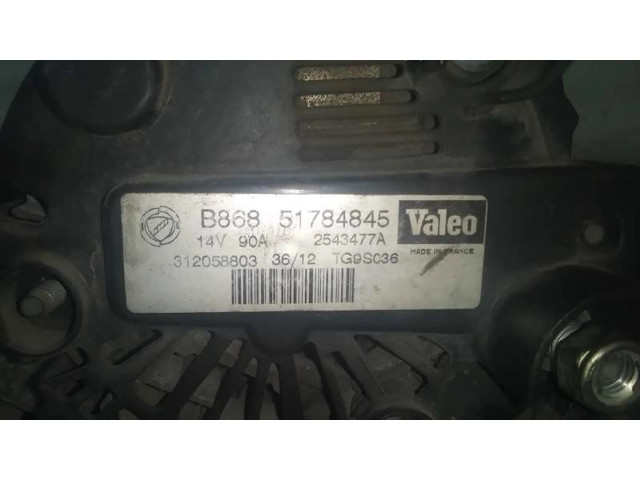 B868 51784845 Valeo
14V 90A 2543477A MADE IN FRANCE
312058803 36/12 TG9S036